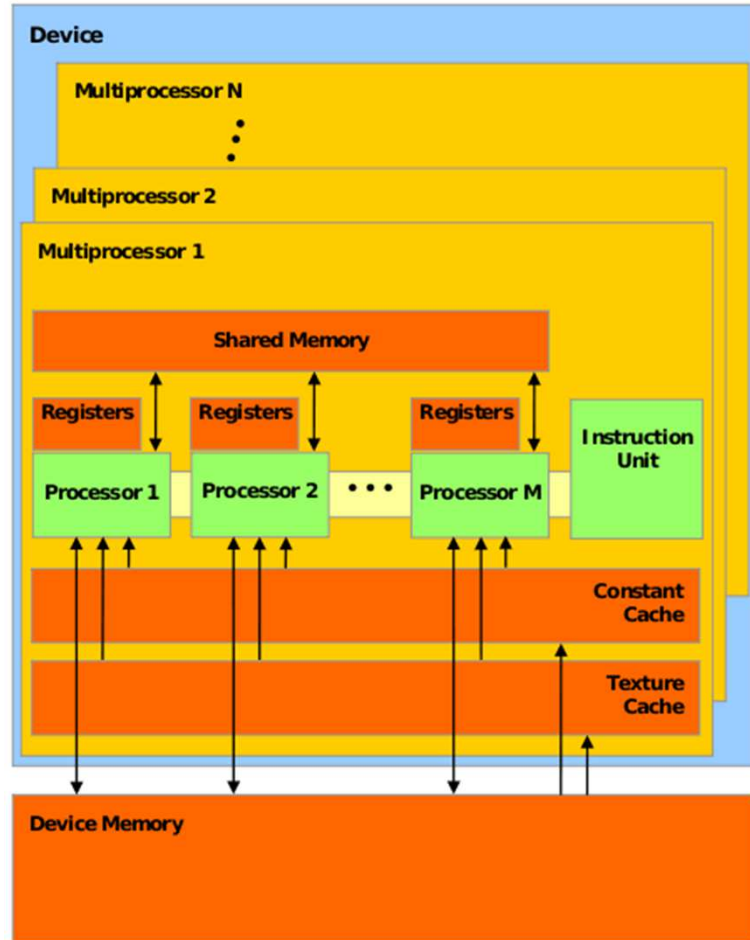 Device
Multiprocessor N
Multiprocessor 2
Multiprocessor 1
Shared Memory
Registers
Registers
Registers
Processor 1
Processor 2
Processor M
Instruction
Unit
Constant
Cache
Texture
Cache
Device Memory